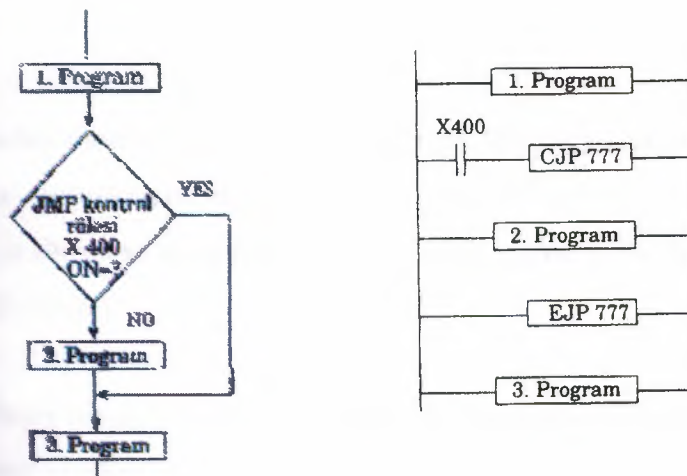 1. Program
JMP kontrol
rölesi
X 400
ON=?
YES
NO
2. Program
3. Program
1. Program
X400
CJP 777
2. Program
EJP 777
3. Program